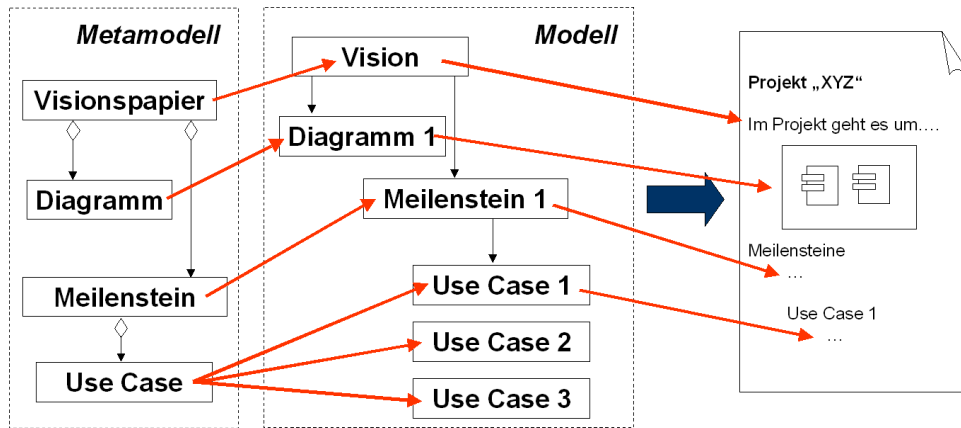 Metamodell
Visionspapier
Diagramm
Meilenstein
Use Case
Modell
Vision
Diagramm 1
Meilenstein 1
Use Case 1
Use Case 2
Use Case 3
Projekt „XYZ“
Im Projekt geht es um….
Meilensteine
…
Use Case 1
…